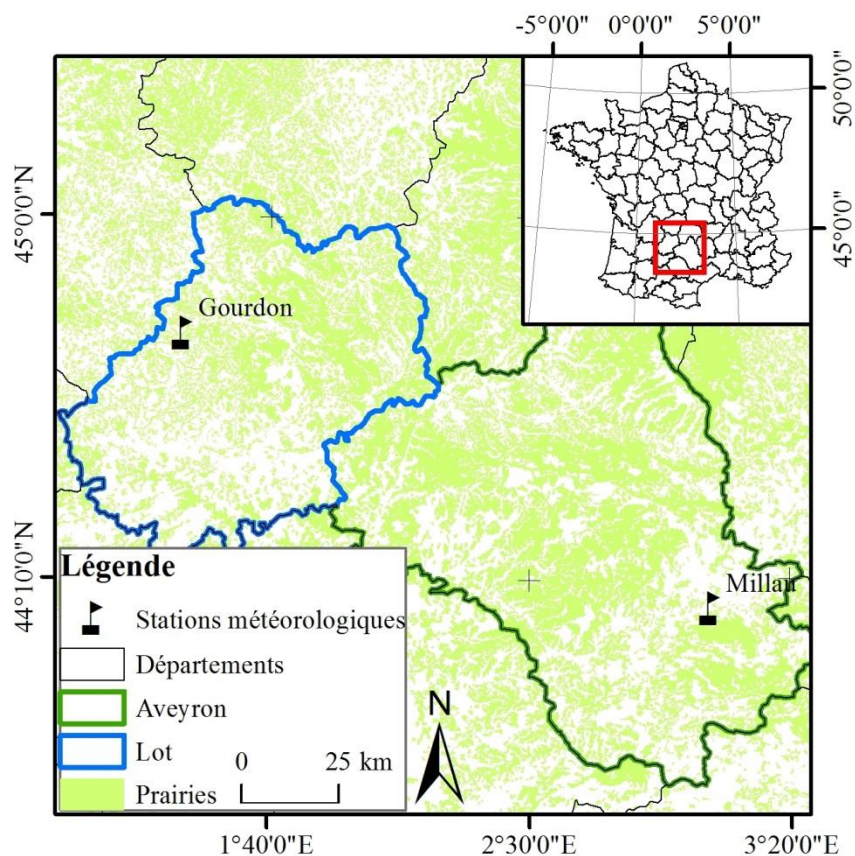 -5°0'0" 0°0'0" 5°0'0"
50°0'0"
45°0'0"N
45°0'0"
Gourdon
44°10'0"N
Millau
Légende
Stations météorologiques
Départements
Aveyron
Lot
Prairies
0 25 km
N
1°40'0"E 2°30'0"E 3°20'0"E